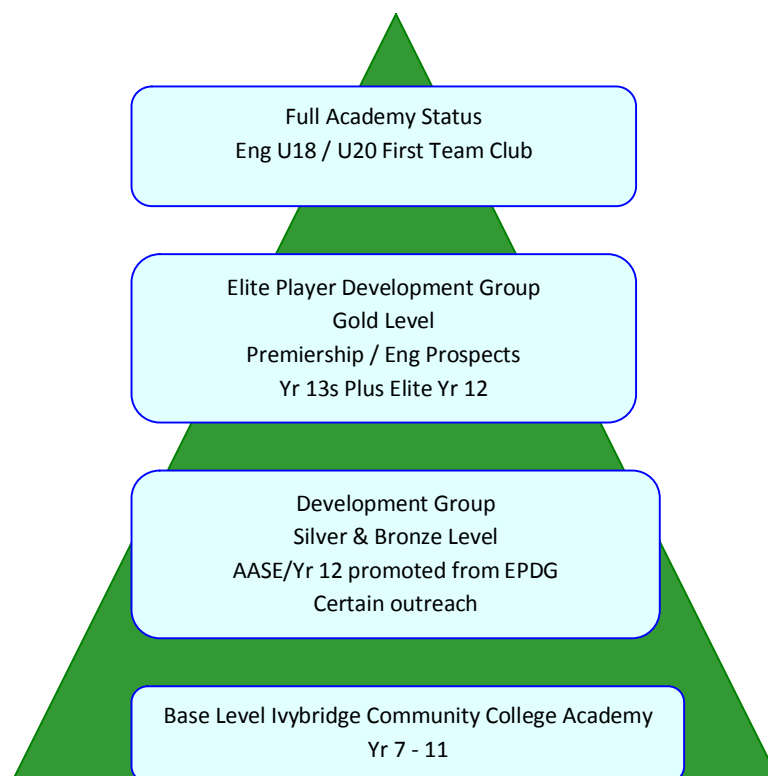 Full Academy Status
Eng U18 / U20 First Team Club
Elite Player Development Group
Gold Level
Premiership / Eng Prospects
Yr 13s Plus Elite Yr 12
Development Group
Silver & Bronze Level
AASE/Yr 12 promoted from EPDG
Certain outreach
Base Level Ivybridge Community College Academy
Yr 7 - 11